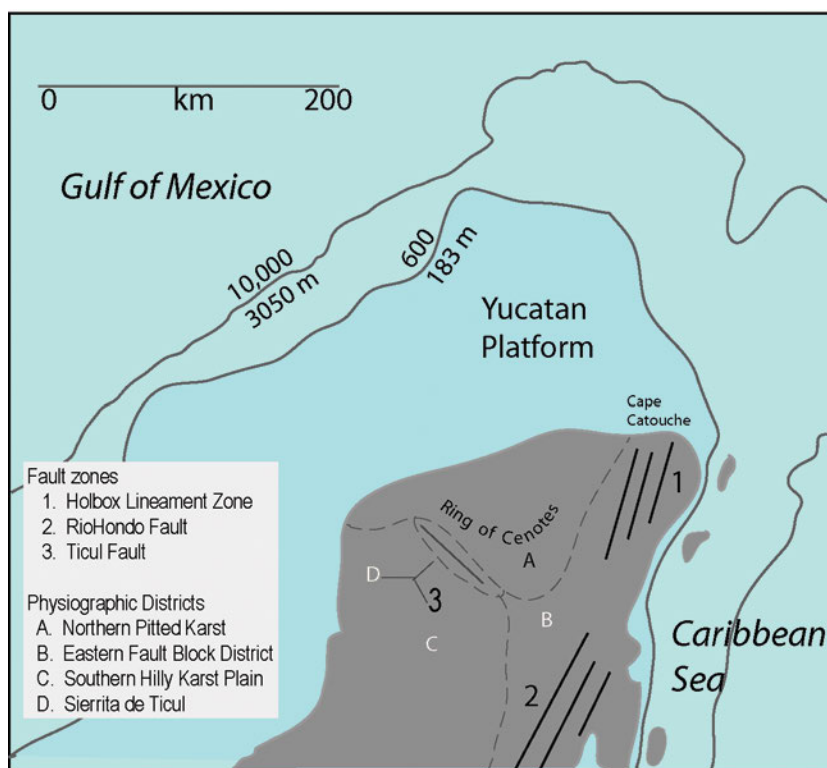 0 km 200
Gulf of Mexico
10,000
3050 m
600
183 m
Yucatan
Platform
Cape
Catouche
1
Ring of Cenotes
A
D
3
B
C
2
Caribbean
Sea
Fault zones
1. Holbox Lineament Zone
2. RioHondo Fault
3. Ticul Fault
Physiographic Districts
A. Northern Pitted Karst
B. Eastern Fault Block District
C. Southern Hilly Karst Plain
D. Sierrita de Ticul